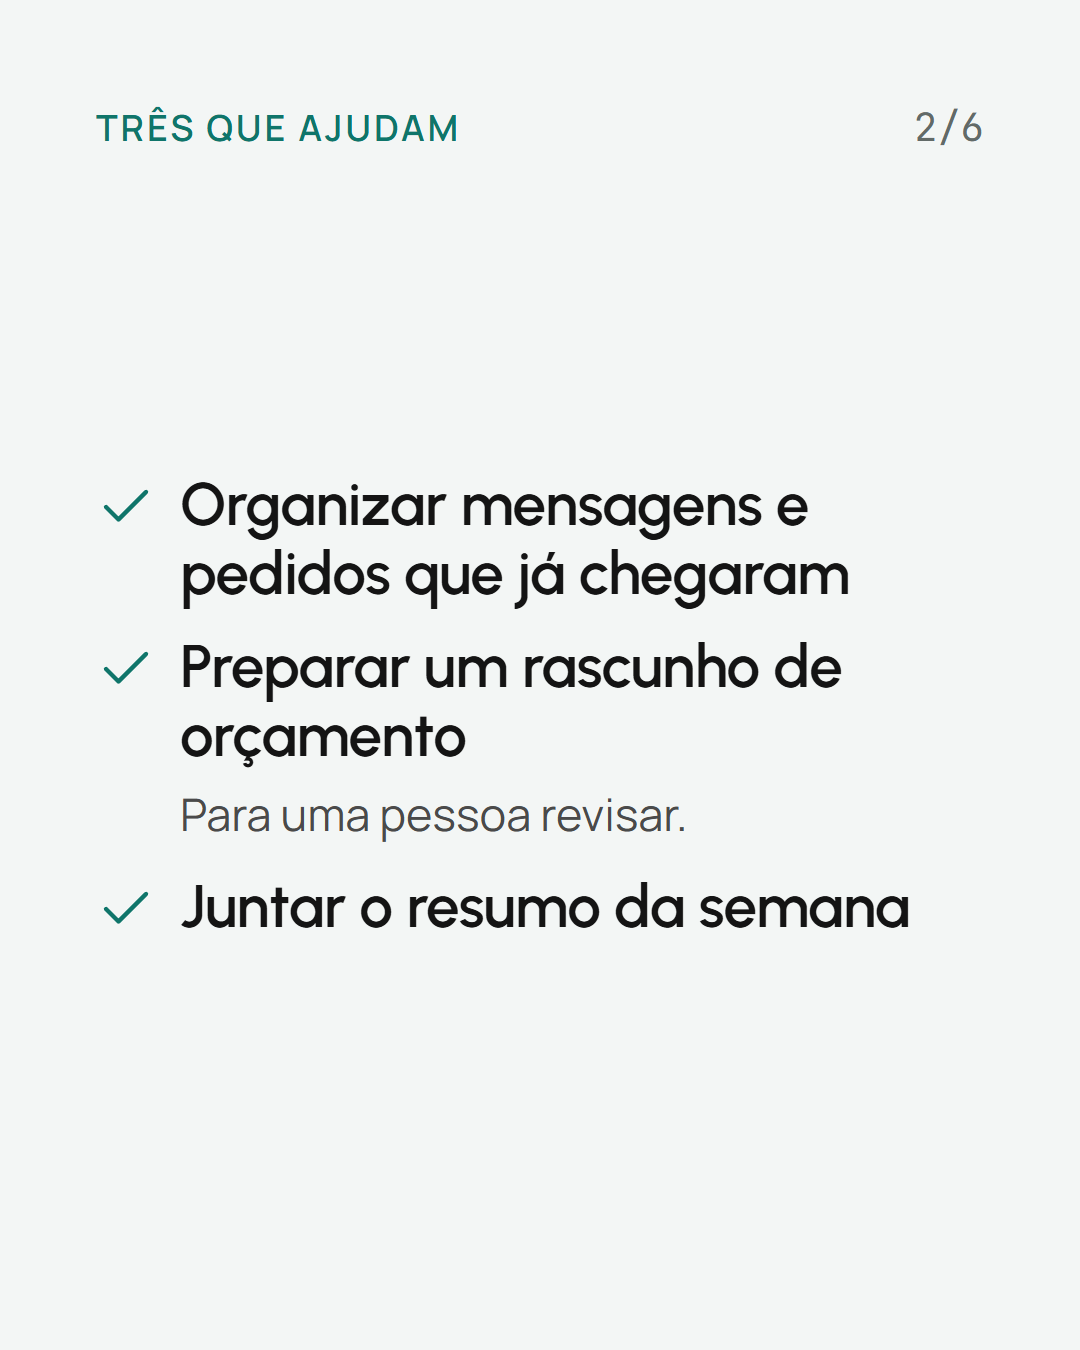 TRÊS QUE AJUDAM
2/6
Organizar mensagens e
pedidos que já chegaram
Preparar um rascunho de
orçamento
Para uma pessoa revisar.
Juntar o resumo da semana